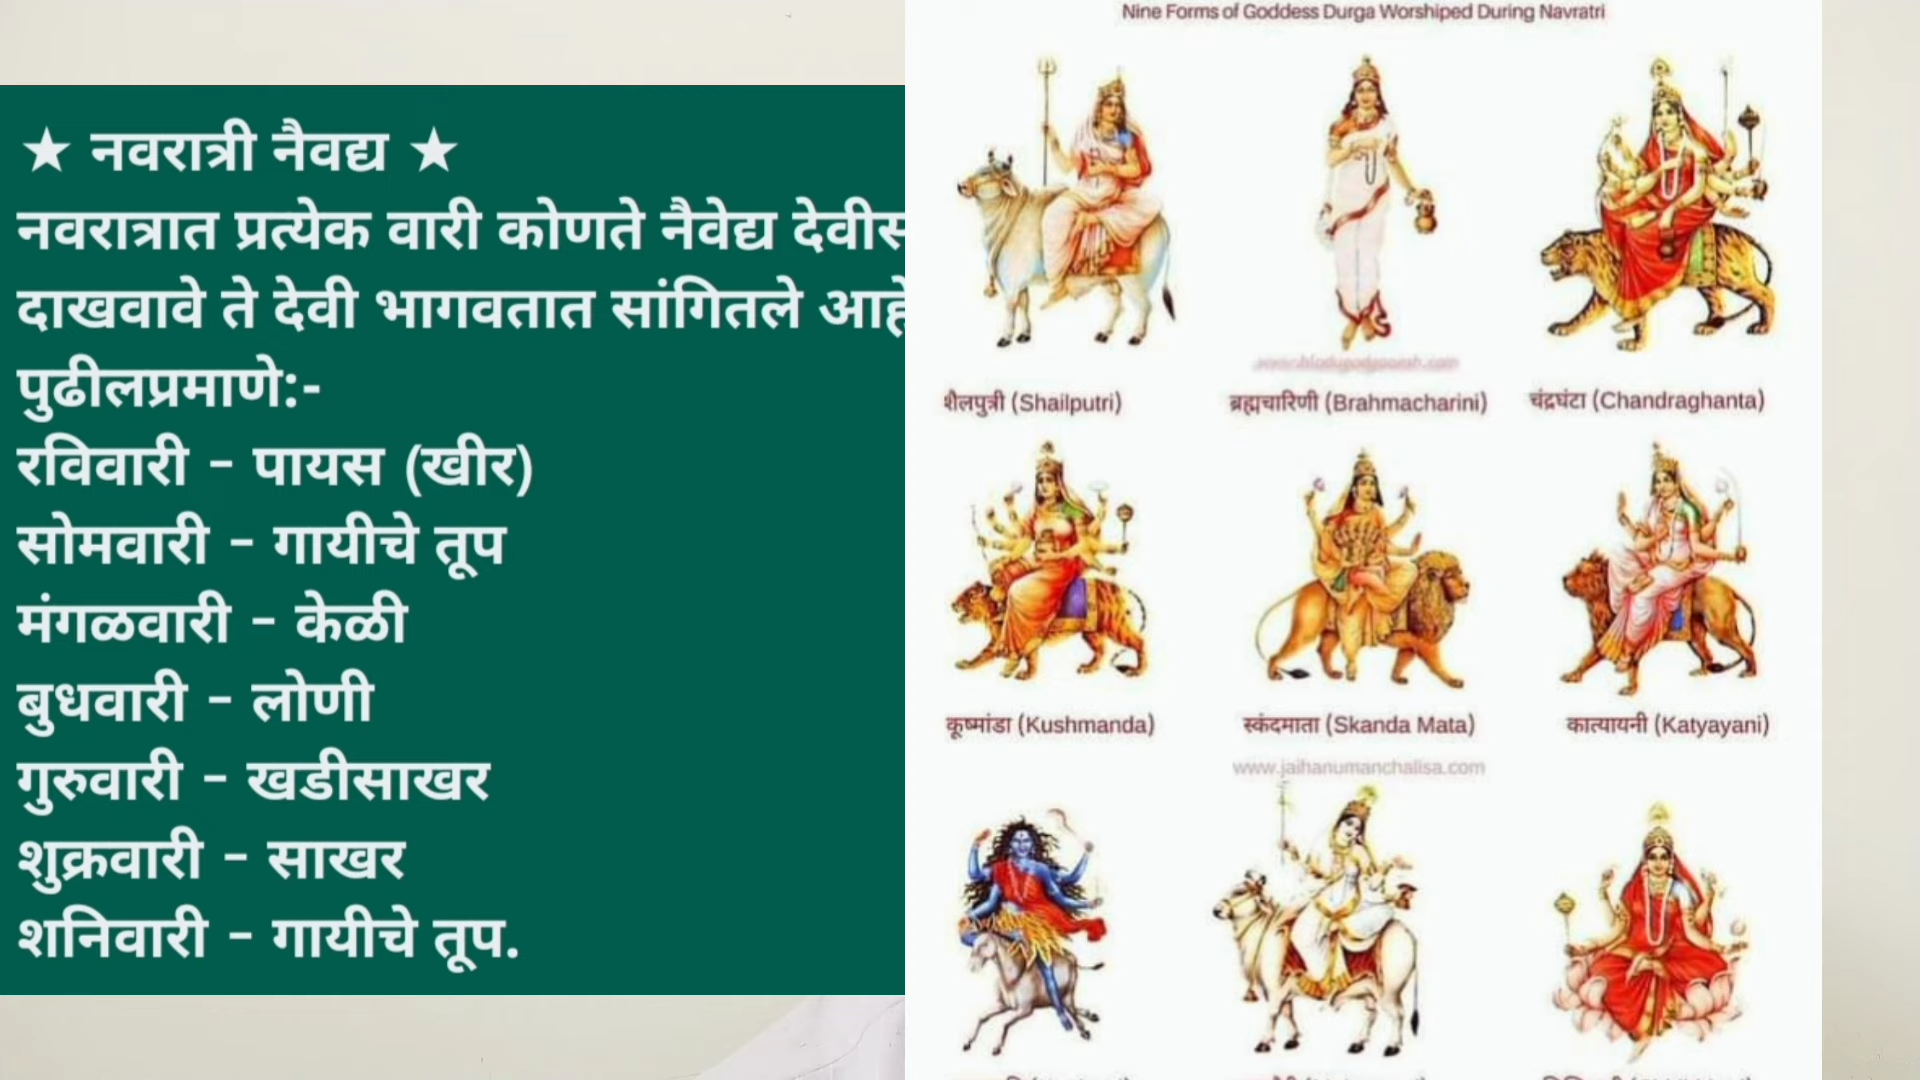 ★ नवरात्री नैवद्य ★
नवरात्रात प्रत्येक वारी कोणते नैवेद्य
दाखवावे ते देवी भागवतात सांगितले आहे
पुढीलप्रमाणे:-
रविवारी - पायस (खीर)
सोमवारी - गायीचे तूप
मंगळवारी - केळी
बुधवारी - लोणी
गुरुवारी - खडीसाखर
शुक्रवारी - साखर
शनिवारी - गायीचे तूप.
Nine Forms of Goddess Durga Worshiped During Navratri
शैलपुत्री (Shailputri)
ब्रह्मचारिणी (Brahmacharini)
चंद्रघंटा (Chandraghanta)
कूष्मांडा (Kushmanda)
स्कंदमाता (Skanda Mata)
कात्यायनी (Katyayani)
www.jaihanumanchalisa.com